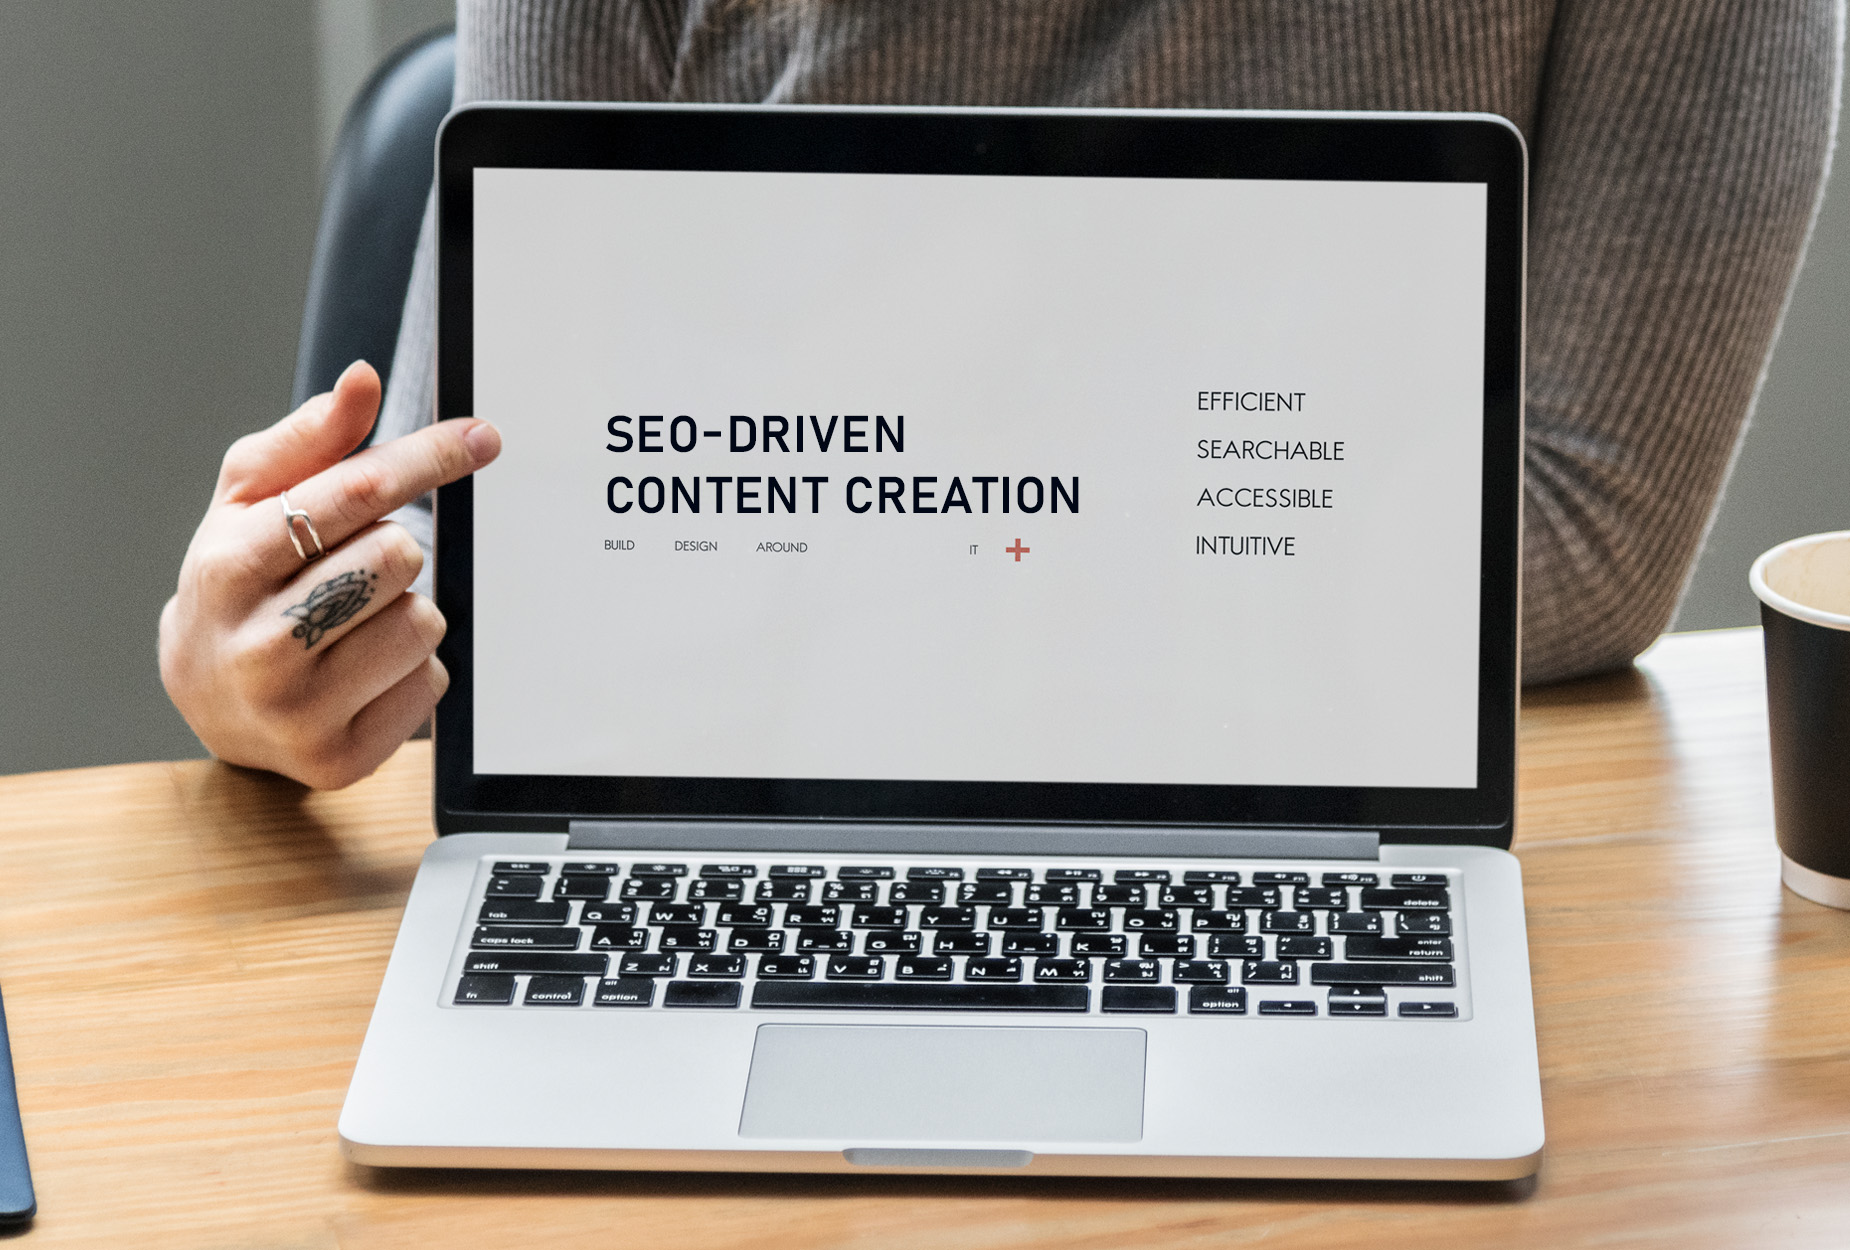 SEO-DRIVEN
CONTENT CREATION
BUILD DESIGN AROUND IT +
EFFICIENT
SEARCHABLE
ACCESSIBLE
INTUITIVE
esc
delete
tab Q W E R T Y U I O P
caps lock A S D F G H J K L enter return
shift Z X C V B N M shift
fn control alt option alt option